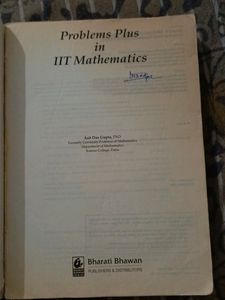 Problems Plus
in
IIT Mathematics
Asit Das Gupta, PhD
Formerly University Professor of Mathematics
Department of Mathematics
Science College, Patna
Bharati Bhawan
PUBLISHERS & DISTRIBUTORS